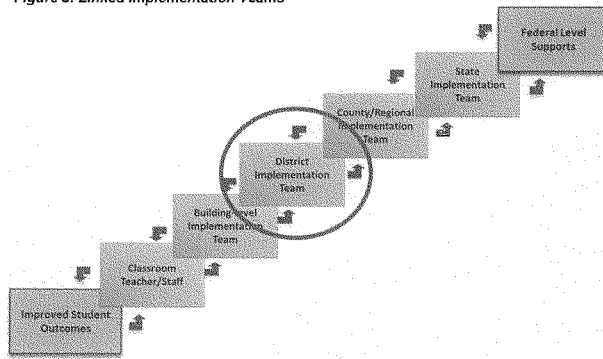 Figure 3. Linked Implementation Teams
Federal Level
Supports
State
Implementation
Team
County/Regional
Implementation
Team
District
Implementation
Team
Building-level
Implementation
Team
Classroom
Teacher/Staff
Improved Student
Outcomes